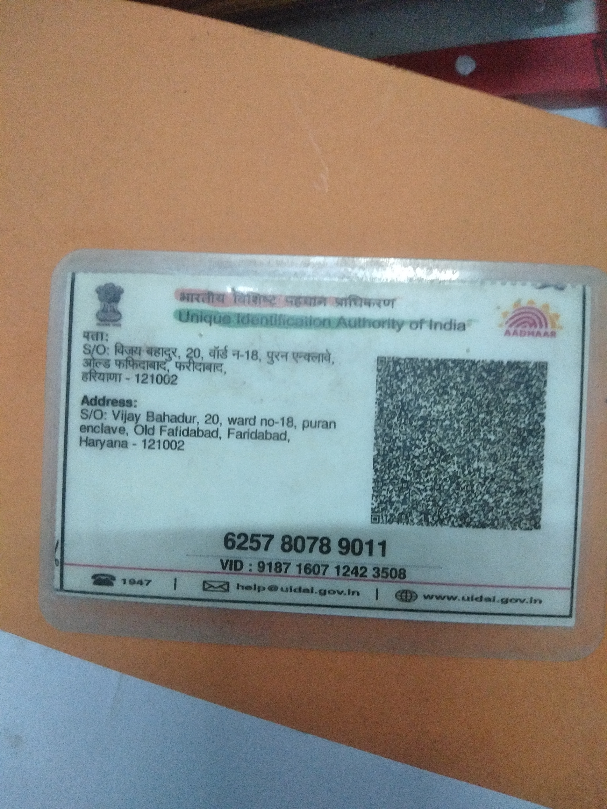 भारतीय विशिष्ट पहचान प्राधिकरण
Unique Identification Authority of India
AADHAAR
पता:
S/O: विजय बहादुर, 20, वॉर्ड न-18, पुरन एन्क्लावे,
ओल्ड फफिदाबाद, फरीदाबाद,
हरियाणा - 121002
Address:
S/O: Vijay Bahadur, 20, ward no-18, puran
enclave, Old Fafidabad, Faridabad,
Haryana - 121002
6257 8078 9011
VID : 9187 1607 1242 3508
1947 | help@uidai.gov.in | www.uidai.gov.in